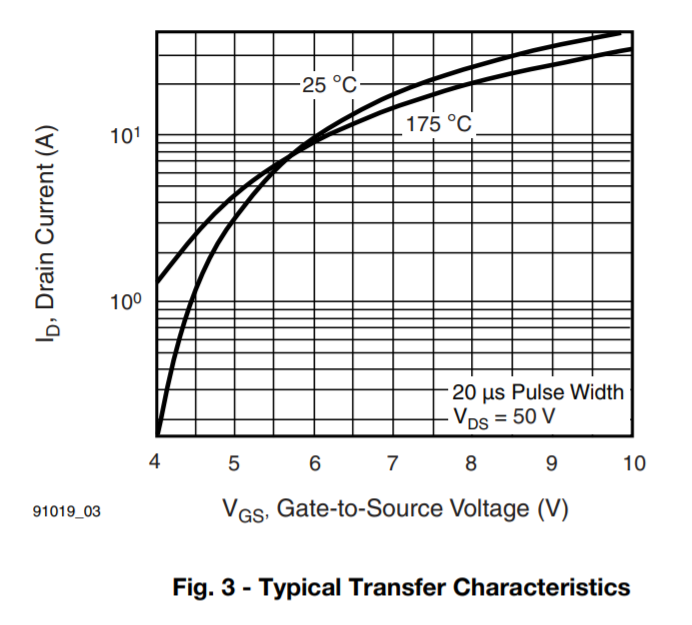 25 °C
175 °C
10¹
10⁰
I_D, Drain Current (A)
20 µs Pulse Width
V_DS = 50 V
4 5 6 7 8 9 10
91019_03
V_GS, Gate-to-Source Voltage (V)
Fig. 3 - Typical Transfer Characteristics